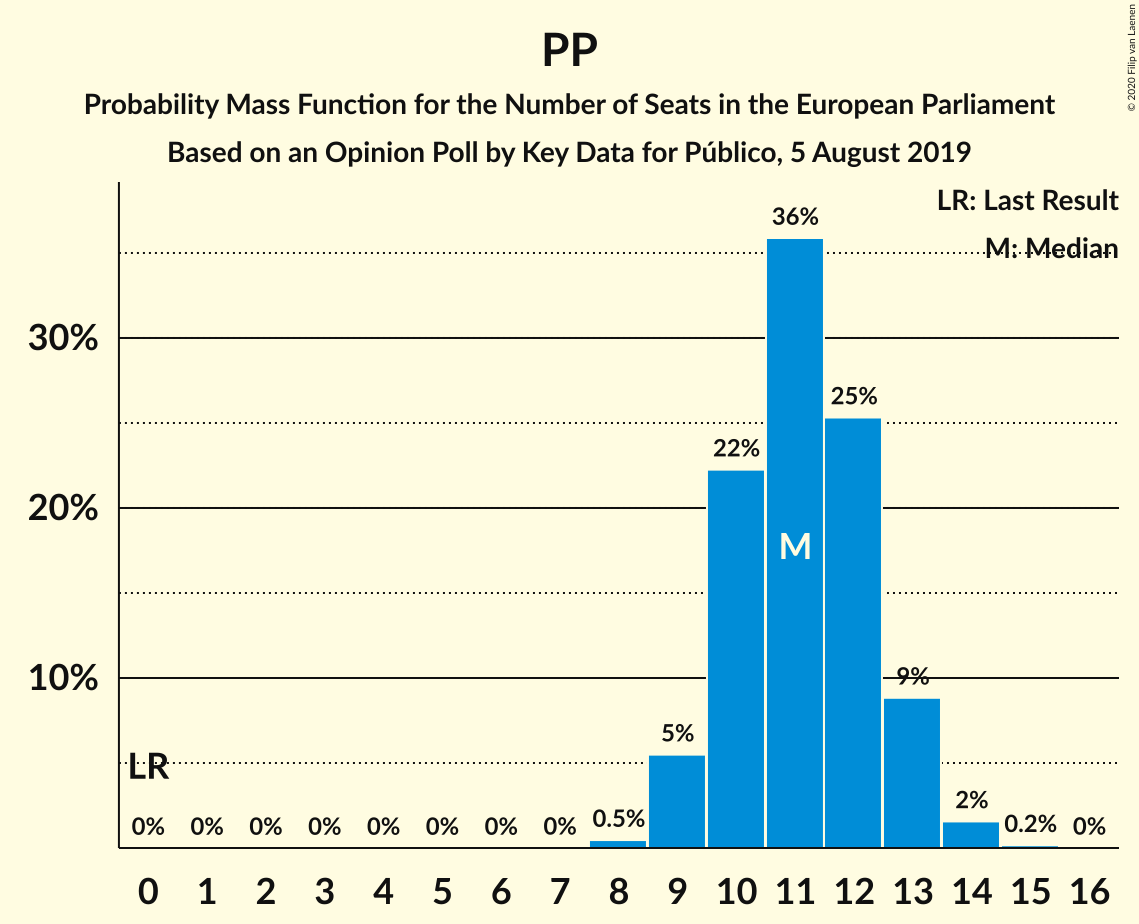 PP
Probability Mass Function for the Number of Seats in the European Parliament
Based on an Opinion Poll by Key Data for Público, 5 August 2019
© 2020 Filip van Laenen
LR: Last Result
M: Median
30%
20%
10%
LR
M
0% 0% 0% 0% 0% 0% 0% 0% 0.5% 5% 22% 36% 25% 9% 2% 0.2% 0%
0 1 2 3 4 5 6 7 8 9 10 11 12 13 14 15 16